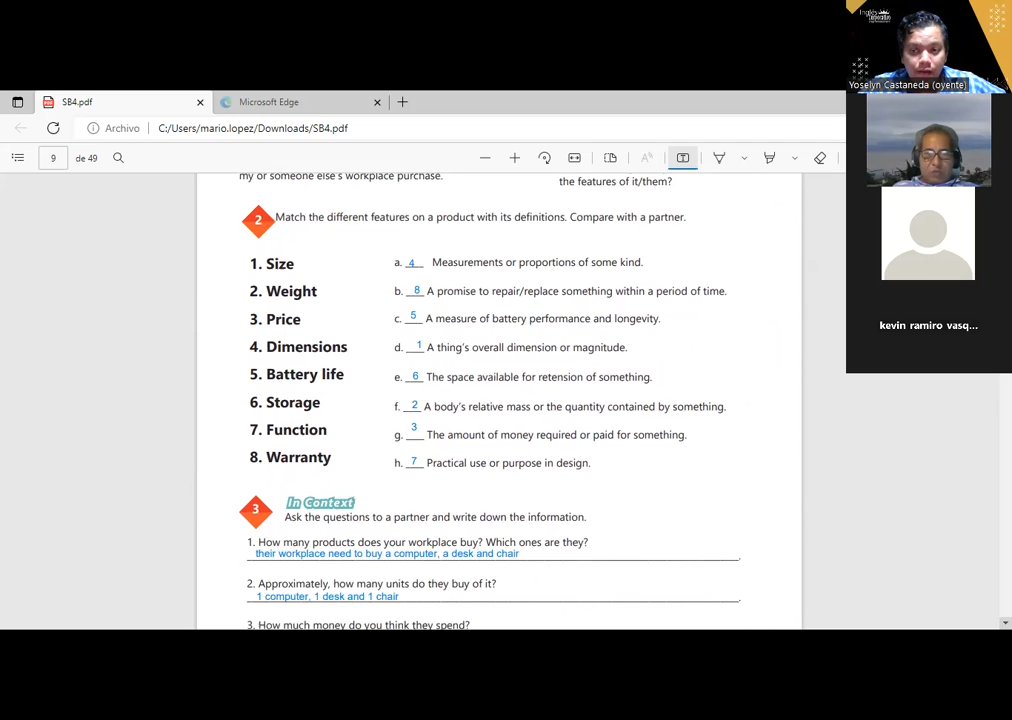 SB4.pdf
Microsoft Edge
Archivo
C:/Users/mario.lopez/Downloads/SB4.pdf
9 de 49
my or someone else's workplace purchase.
the features of it/them?
2 Match the different features on a product with its definitions. Compare with a partner.
1. Size
2. Weight
3. Price
4. Dimensions
5. Battery life
6. Storage
7. Function
8. Warranty
a. 4 Measurements or proportions of some kind.
b. 8 A promise to repair/replace something within a period of time.
c. 5 A measure of battery performance and longevity.
d. 1 A thing's overall dimension or magnitude.
e. 6 The space available for retention of something.
f. 2 A body's relative mass or the quantity contained by something.
g. 3 The amount of money required or paid for something.
h. 7 Practical use or purpose in design.
3 In Context
Ask the questions to a partner and write down the information.
1. How many products does your workplace buy? Which ones are they?
their workplace need to buy a computer, a desk and chair
2. Approximately, how many units do they buy of it?
1 computer, 1 desk and 1 chair
3. How much money do you think they spend?
Inglés
Yoselyn Castaneda (oyente)
kevin ramiro vasq...